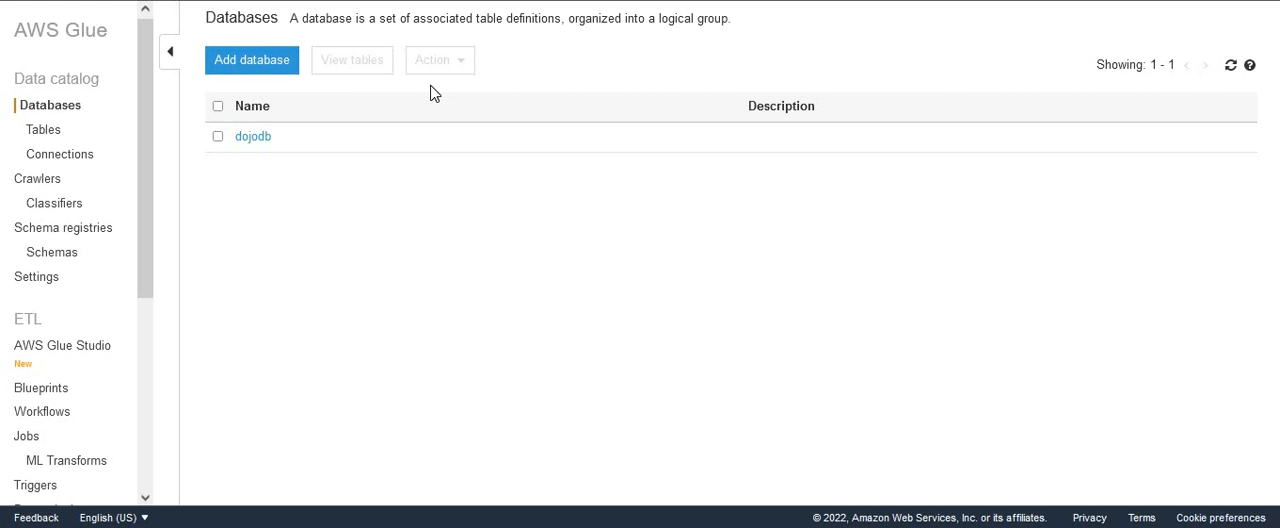 AWS Glue
Data catalog
Databases
Tables
Connections
Crawlers
Classifiers
Schema registries
Schemas
Settings
ETL
AWS Glue Studio
New
Blueprints
Workflows
Jobs
ML Transforms
Triggers
Databases A database is a set of associated table definitions, organized into a logical group.
Add database View tables Action
Showing: 1 - 1
Name Description
dojodb
Feedback English (US) © 2022, Amazon Web Services, Inc. or its affiliates. Privacy Terms Cookie preferences